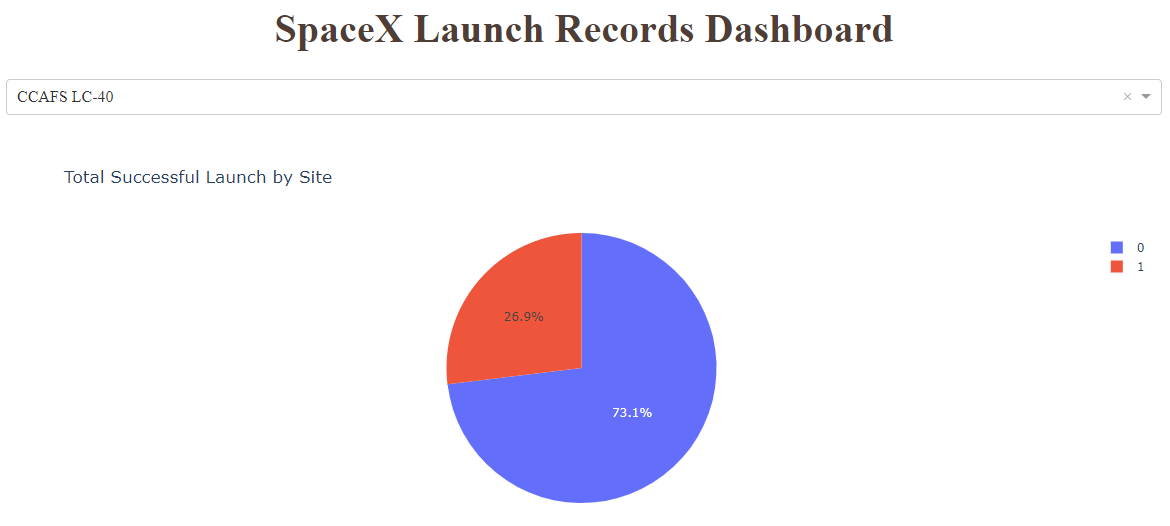 SpaceX Launch Records Dashboard
CCAFS LC-40
×
Total Successful Launch by Site
0
1
26.9%
73.1%